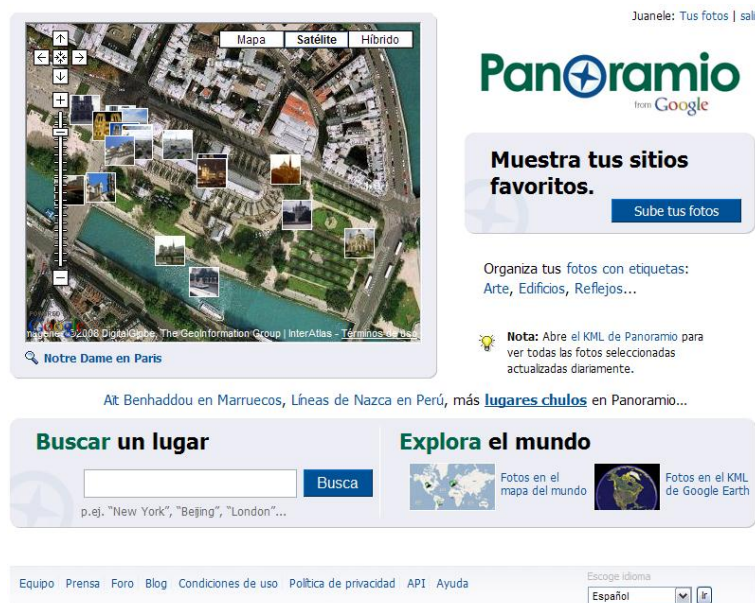 Juanele: Tus fotos | sali
Mapa Satélite Híbrido
Panoramio
from Google
Muestra tus sitios
favoritos.
Sube tus fotos
Organiza tus fotos con etiquetas:
Arte, Edificios, Reflejos...
Nota: Abre el KML de Panoramio para
ver todas las fotos seleccionadas
actualizadas diariamente.
POWERED
Google
Imágenes ©2008 DigitalGlobe, The GeoInformation Group | InterAtlas - Términos de uso
Notre Dame en Paris
Aït Benhaddou en Marruecos, Líneas de Nazca en Perú, más lugares chulos en Panoramio...
Buscar un lugar
Busca
p.ej. "New York", "Beijing", "London"...
Explora el mundo
Fotos en el
mapa del mundo
Fotos en el KML
de Google Earth
Equipo Prensa Foro Blog Condiciones de uso Política de privacidad API Ayuda
Escoge idioma
Español Ir